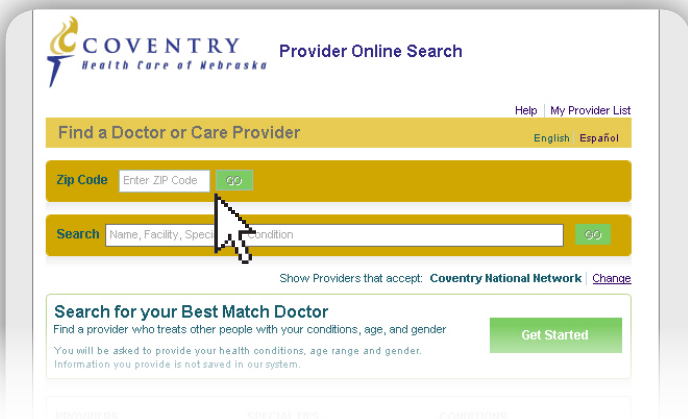 COVENTRY
Health Care of Nebraska
Provider Online Search
Help My Provider List
Find a Doctor or Care Provider
English Español
Zip Code Enter ZIP Code GO
Search Name, Facility, Speci ondition GO
Show Providers that accept: Coventry National Network Change
Search for your Best Match Doctor
Find a provider who treats other people with your conditions, age, and gender
Get Started
You will be asked to provide your health conditions, age range and gender.
Information you provide is not saved in our system.
PROVIDERS SPECIALTIES CONDITIONS